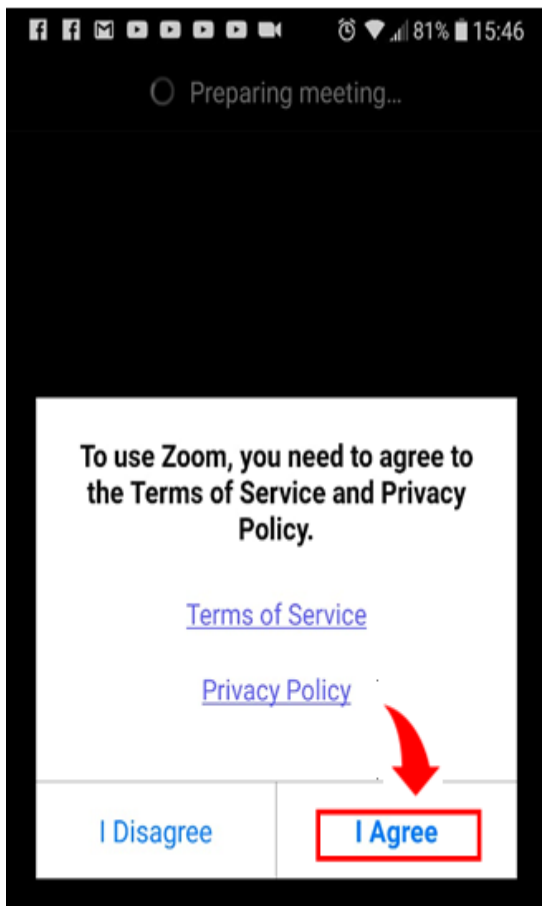 81% 15:46
Preparing meeting...
To use Zoom, you need to agree to
the Terms of Service and Privacy
Policy.
Terms of Service
Privacy Policy
I Disagree I Agree